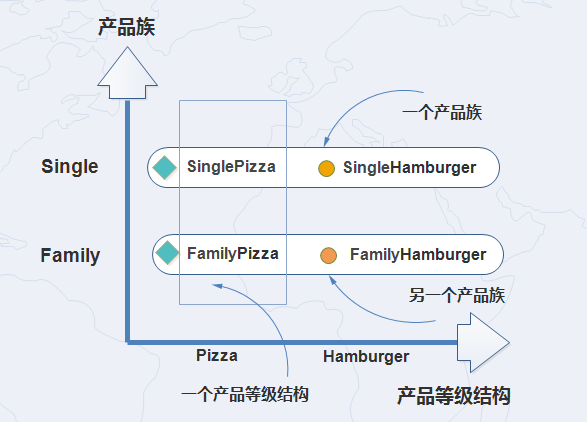 产品族
一个产品族
Single
SinglePizza
SingleHamburger
Family
FamilyPizza
FamilyHamburger
另一个产品族
Pizza
Hamburger
一个产品等级结构
产品等级结构